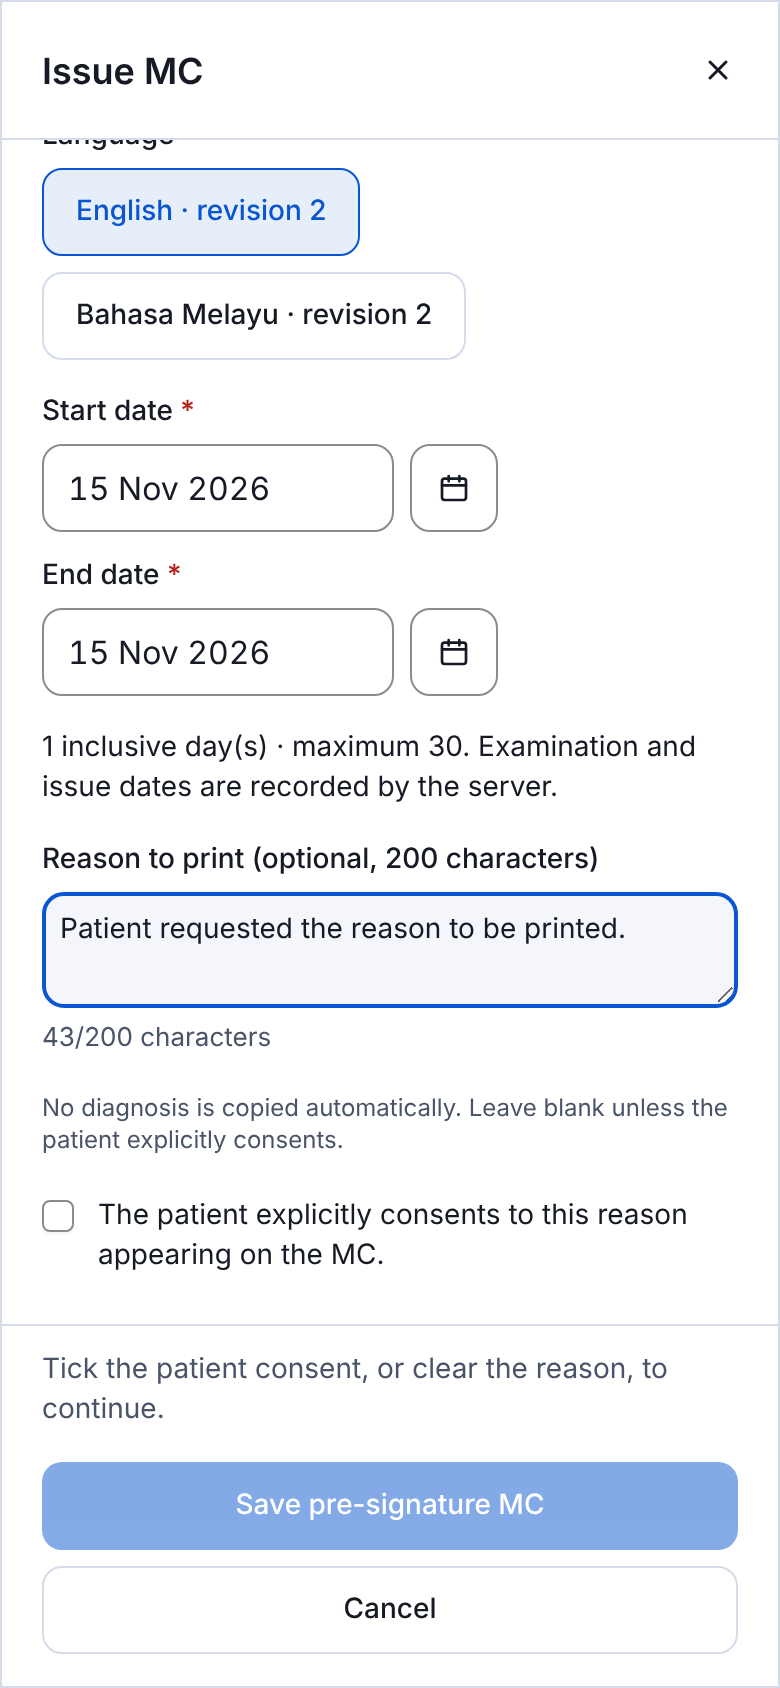 Issue MC
Language
English · revision 2
Bahasa Melayu · revision 2
Start date *
15 Nov 2026
End date *
15 Nov 2026
1 inclusive day(s) · maximum 30. Examination and
issue dates are recorded by the server.
Reason to print (optional, 200 characters)
Patient requested the reason to be printed.
43/200 characters
No diagnosis is copied automatically. Leave blank unless the
patient explicitly consents.
The patient explicitly consents to this reason
appearing on the MC.
Tick the patient consent, or clear the reason, to
continue.
Save pre-signature MC
Cancel